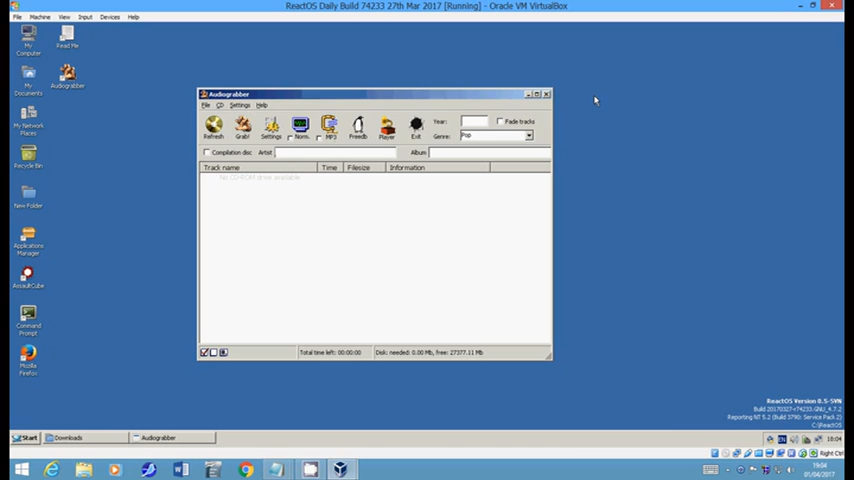 ReactOS Daily Build 74233 27th Mar 2017 [Running] - Oracle VM VirtualBox
File Machine View Input Devices Help
My Computer
Read Me
My Documents
Audiograbber
My Network Places
Recycle Bin
New Folder
Applications Manager
AssaultCube
Command Prompt
Mozilla Firefox
Audiograbber
File CD Settings Help
Refresh Grab! Settings Norm. MP3 Freedb Player Exit
Year: Fade tracks
Genre: Pop
Compilation disc Artist Album
Track name Time Filesize Information
No CD-ROM drive available
Total time left: 00:00:00 Disk: needed: 0.00 Mb, free: 27377.11 Mb
ReactOS Version 0.5-SVN
Build 20170327-r74233.GNU_4.7.2
Reporting NT 5.2 (Build 3790: Service Pack 2)
C:\ReactOS
Start Downloads Audiograbber EN 18:04
Right Ctrl
19:04
01/04/2017